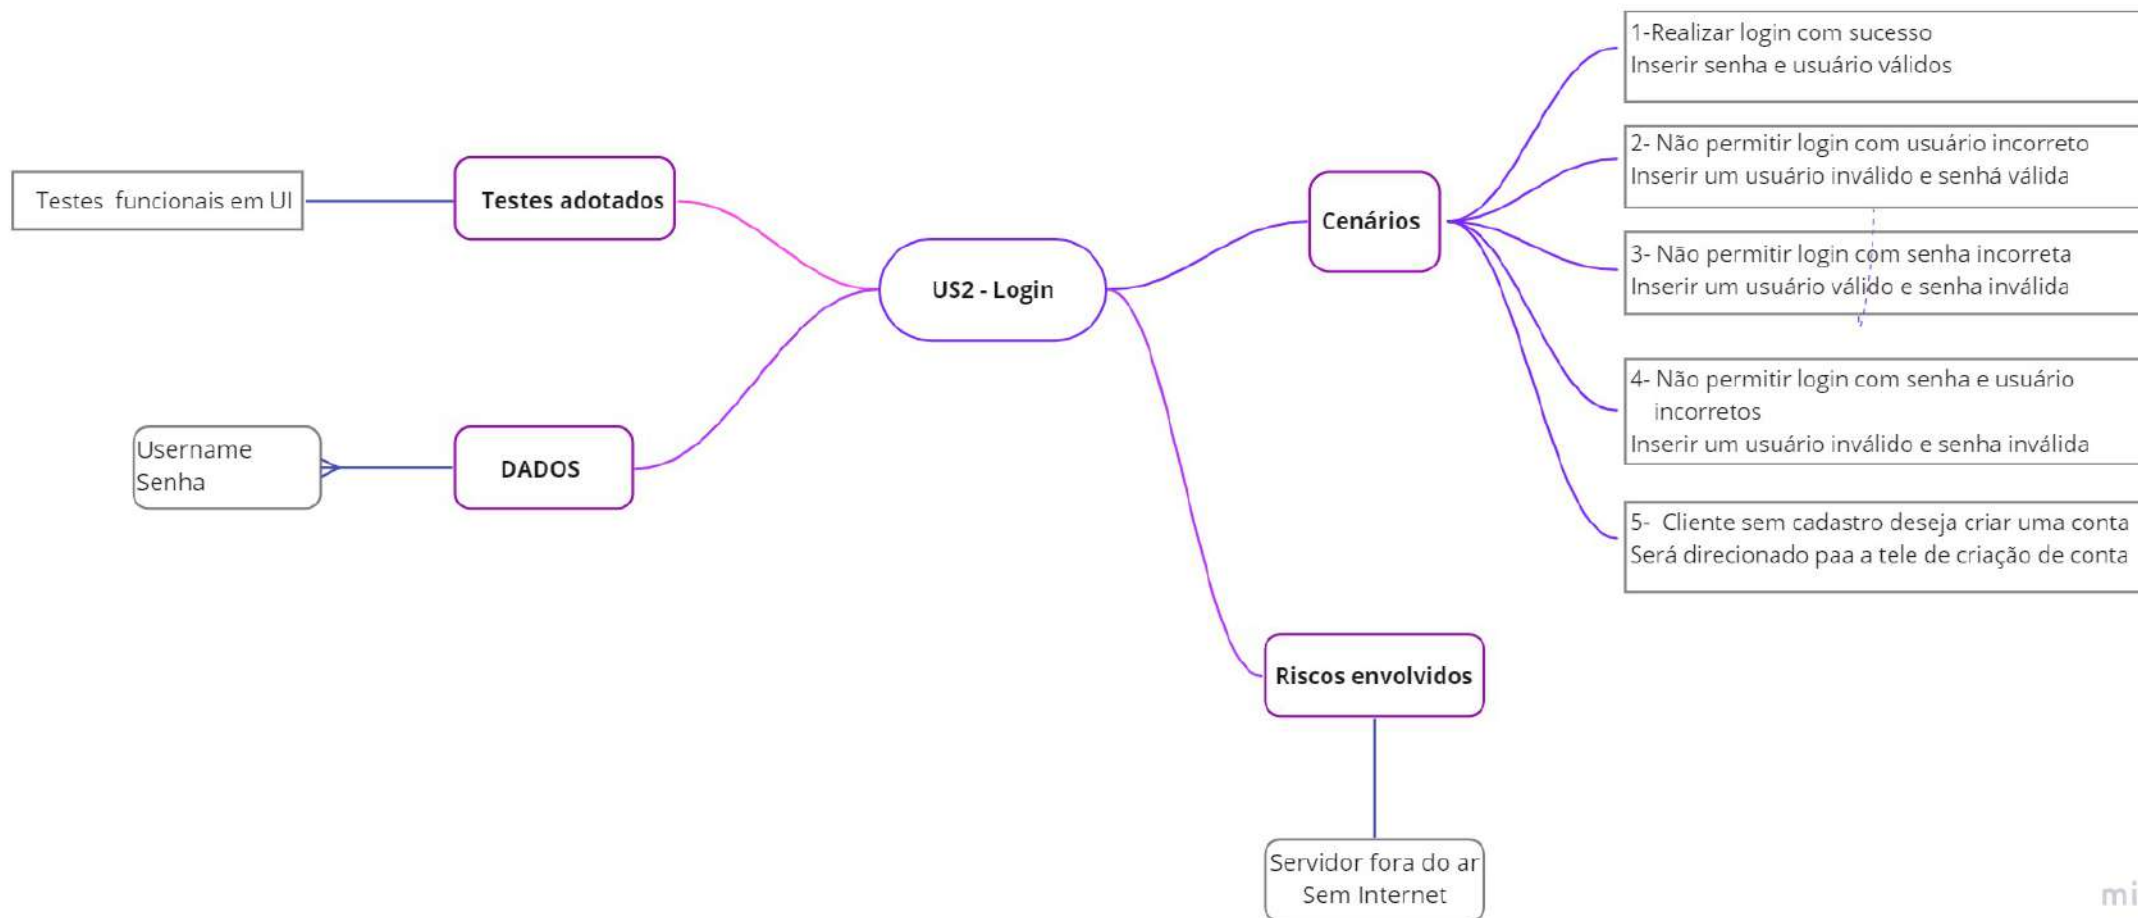 1-Realizar login com sucesso
Inserir senha e usuário válidos
2- Não permitir login com usuário incorreto
Inserir um usuário inválido e senhá válida
3- Não permitir login com senha incorreta
Inserir um usuário válido e senha inválida
4- Não permitir login com senha e usuário
incorretos
Inserir um usuário inválido e senha inválida
5- Cliente sem cadastro deseja criar uma conta
Será direcionado paa a tele de criação de conta
Testes funcionais em UI
Testes adotados
Cenários
US2 - Login
Username
Senha
DADOS
Riscos envolvidos
Servidor fora do ar
Sem Internet
mi